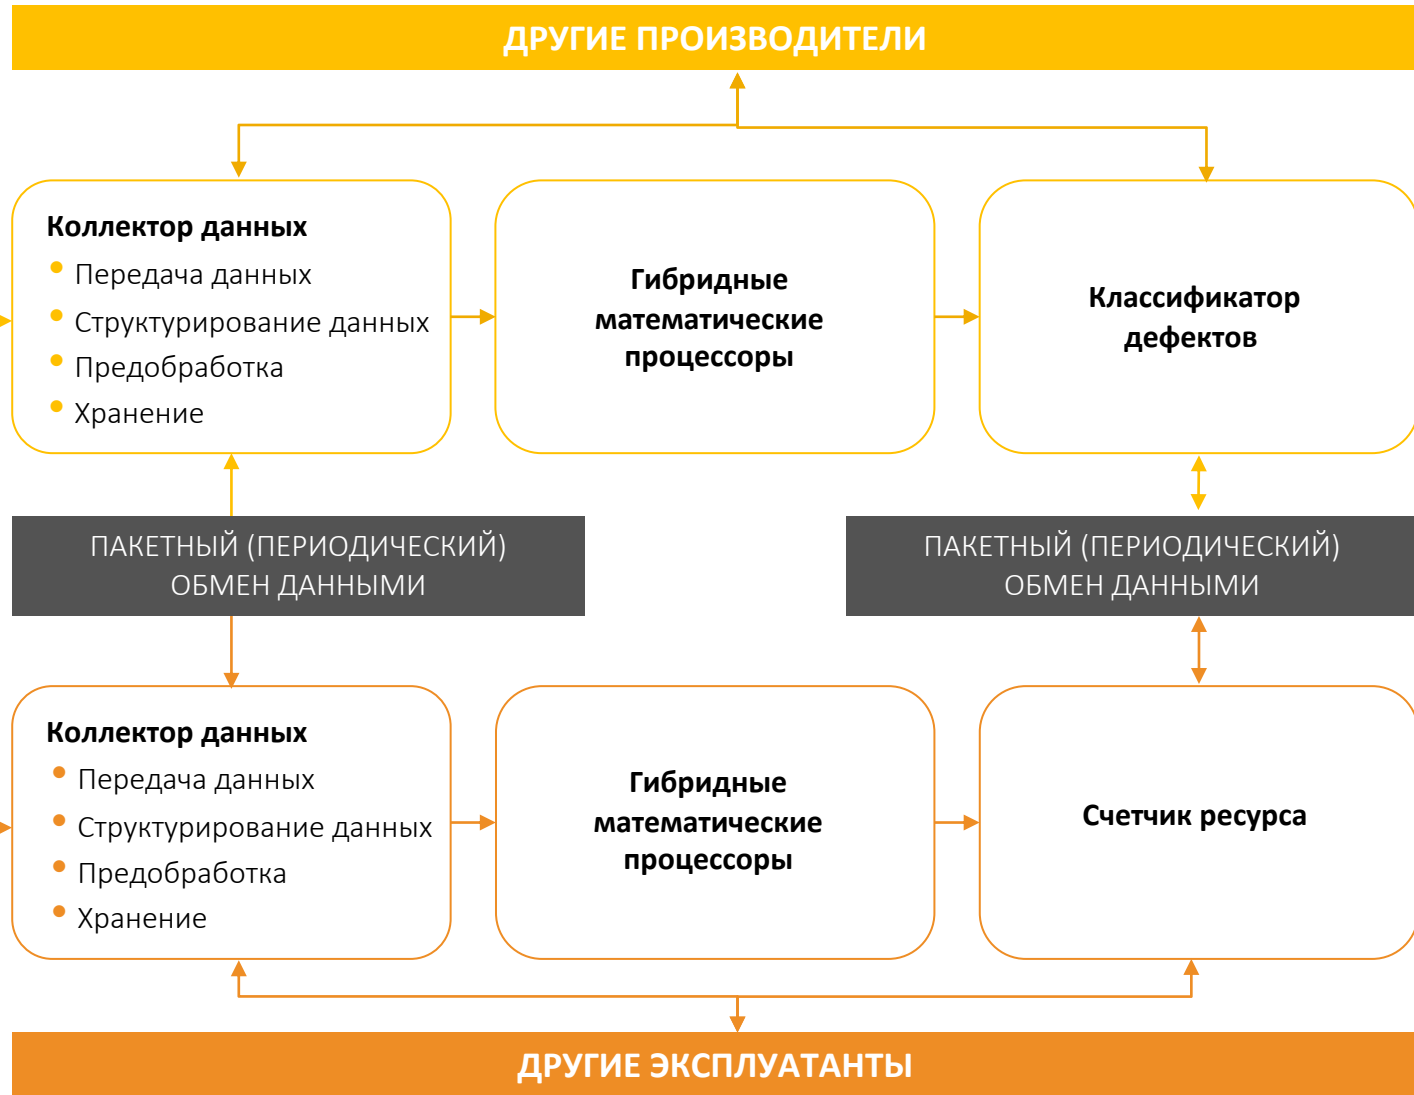 ДРУГИЕ ПРОИЗВОДИТЕЛИ
Коллектор данных
• Передача данных
• Структурирование данных
• Предобработка
• Хранение
Гибридные
математические
процессоры
Классификатор
дефектов
ПАКЕТНЫЙ (ПЕРИОДИЧЕСКИЙ)
ОБМЕН ДАННЫМИ
ПАКЕТНЫЙ (ПЕРИОДИЧЕСКИЙ)
ОБМЕН ДАННЫМИ
Коллектор данных
• Передача данных
• Структурирование данных
• Предобработка
• Хранение
Гибридные
математические
процессоры
Счетчик ресурса
ДРУГИЕ ЭКСПЛУАТАНТЫ